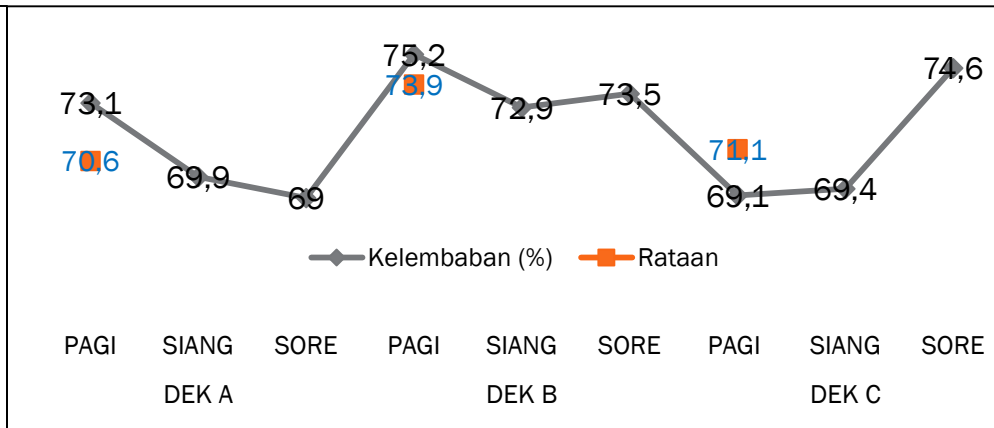 75,2
74,6
73,1 73,9 72,9 73,5
70,6 69,9 69 71,1 69,1 69,4
Kelembaban (%) Rataan
PAGI SIANG SORE PAGI SIANG SORE PAGI SIANG SORE
DEK A DEK B DEK C